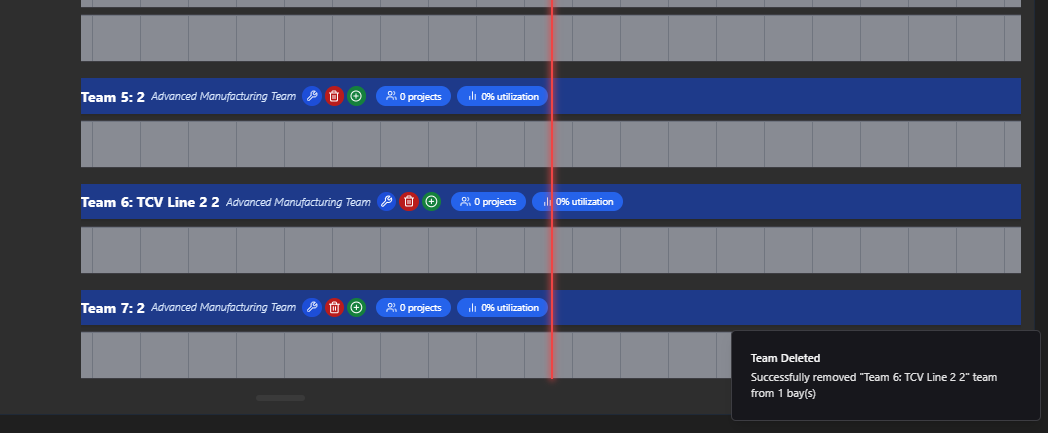 Team 5: 2 Advanced Manufacturing Team 0 projects 0% utilization
Team 6: TCV Line 2 2 Advanced Manufacturing Team 0 projects 0% utilization
Team 7: 2 Advanced Manufacturing Team 0 projects 0% utilization
Team Deleted
Successfully removed "Team 6: TCV Line 2 2" team
from 1 bay(s)